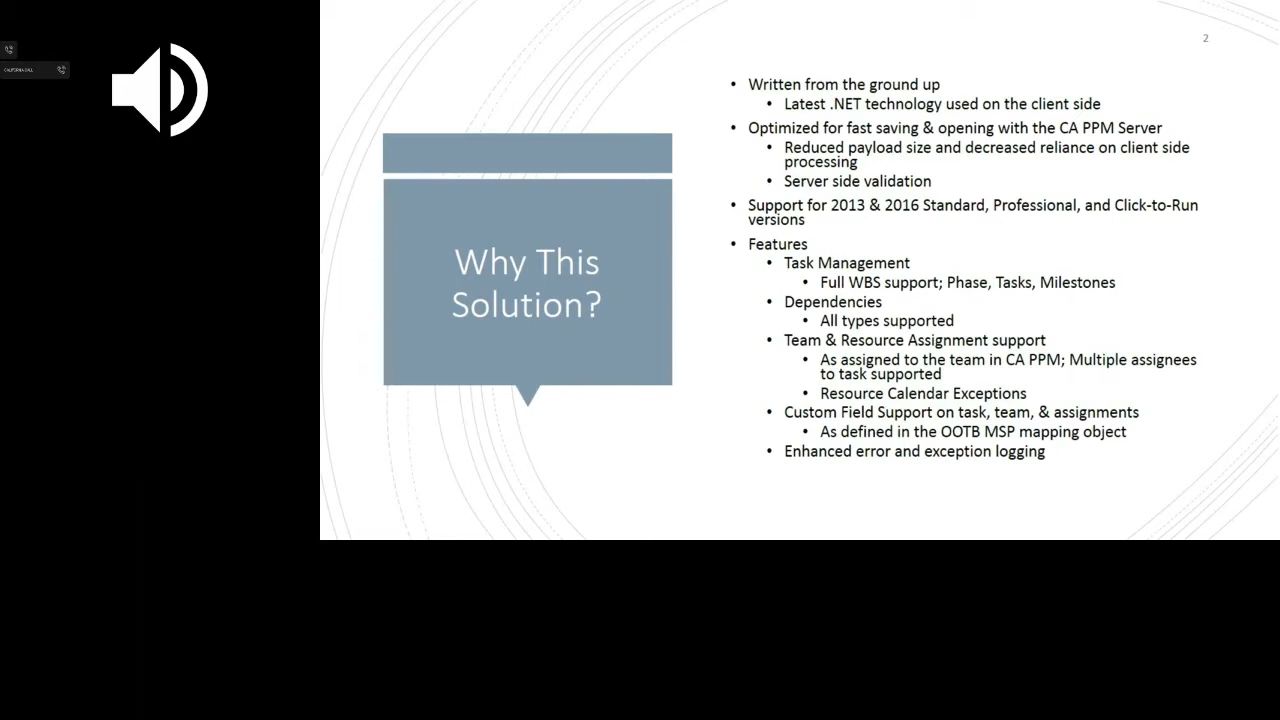 CALIFORNIA CALL
2
Why This
Solution?
• Written from the ground up
• Latest .NET technology used on the client side
• Optimized for fast saving & opening with the CA PPM Server
• Reduced payload size and decreased reliance on client side
processing
• Server side validation
• Support for 2013 & 2016 Standard, Professional, and Click-to-Run
versions
• Features
• Task Management
• Full WBS support; Phase, Tasks, Milestones
• Dependencies
• All types supported
• Team & Resource Assignment support
• As assigned to the team in CA PPM; Multiple assignees
to task supported
• Resource Calendar Exceptions
• Custom Field Support on task, team, & assignments
• As defined in the OOTB MSP mapping object
• Enhanced error and exception logging